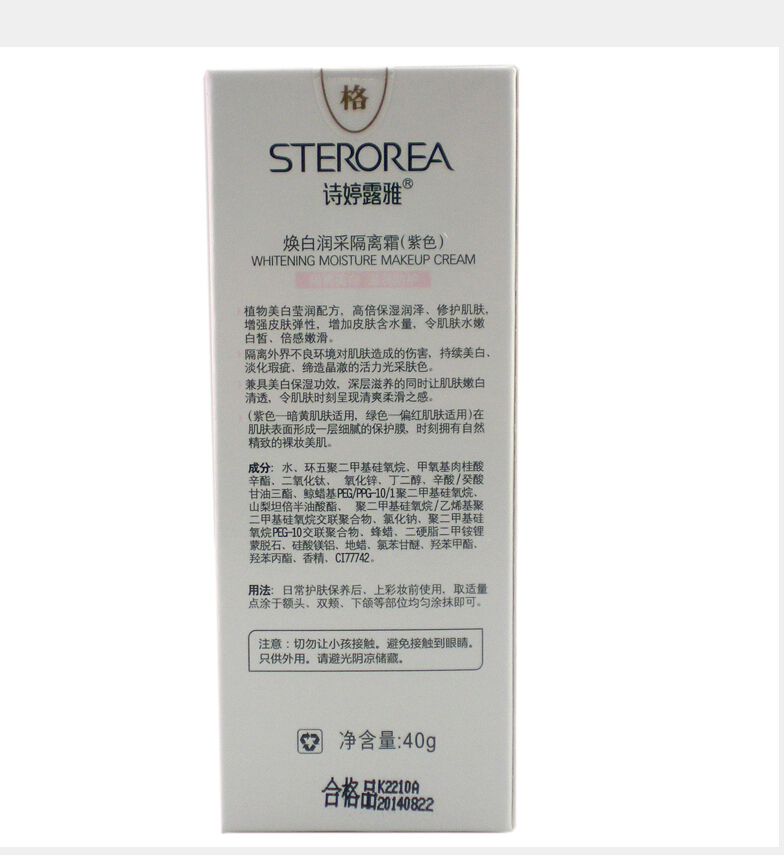 格
STEROREA
诗婷露雅®
焕白润采隔离霜(紫色)
WHITENING MOISTURE MAKEUP CREAM
植物美白莹润配方，高倍保湿润泽、修护肌肤，
增强皮肤弹性，增加皮肤含水量，令肌肤水嫩
白皙、倍感嫩滑。
隔离外界不良环境对肌肤造成的伤害，持续美白、
淡化瑕疵、缔造晶澈的活力光采肤色。
兼具美白保湿功效，深层滋养的同时让肌肤嫩白
清透，令肌肤时刻呈现清爽柔滑之感。
(紫色一暗黄肌肤适用，绿色一偏红肌肤适用)在
肌肤表面形成一层细腻的保护膜，时刻拥有自然
精致的裸妆美肌。
成分：水、环五聚二甲基硅氧烷、甲氧基肉桂酸
辛酯、二氧化钛、氧化锌、丁二醇、辛酸/癸酸
甘油三酯、鲸蜡基PEG/PPG-10/1聚二甲基硅氧烷、
山梨坦倍半油酸酯、聚二甲基硅氧烷/乙烯基聚
二甲基硅氧烷交联聚合物、氯化钠、聚二甲基硅
氧烷PEG-10交联聚合物、蜂蜡、二硬脂二甲铵锂
蒙脱石、硅酸镁铝、地蜡、氯苯甘醚、羟苯甲酯、
羟苯丙酯、香精、CI77742。
用法：日常护肤保养后、上彩妆前使用，取适量
点涂于额头、双颊、下颌等部位均匀涂抹即可。
注意：切勿让小孩接触。避免接触到眼睛。
只供外用。请避光阴凉储藏。
净含量:40g
合格品K2210A
20140822